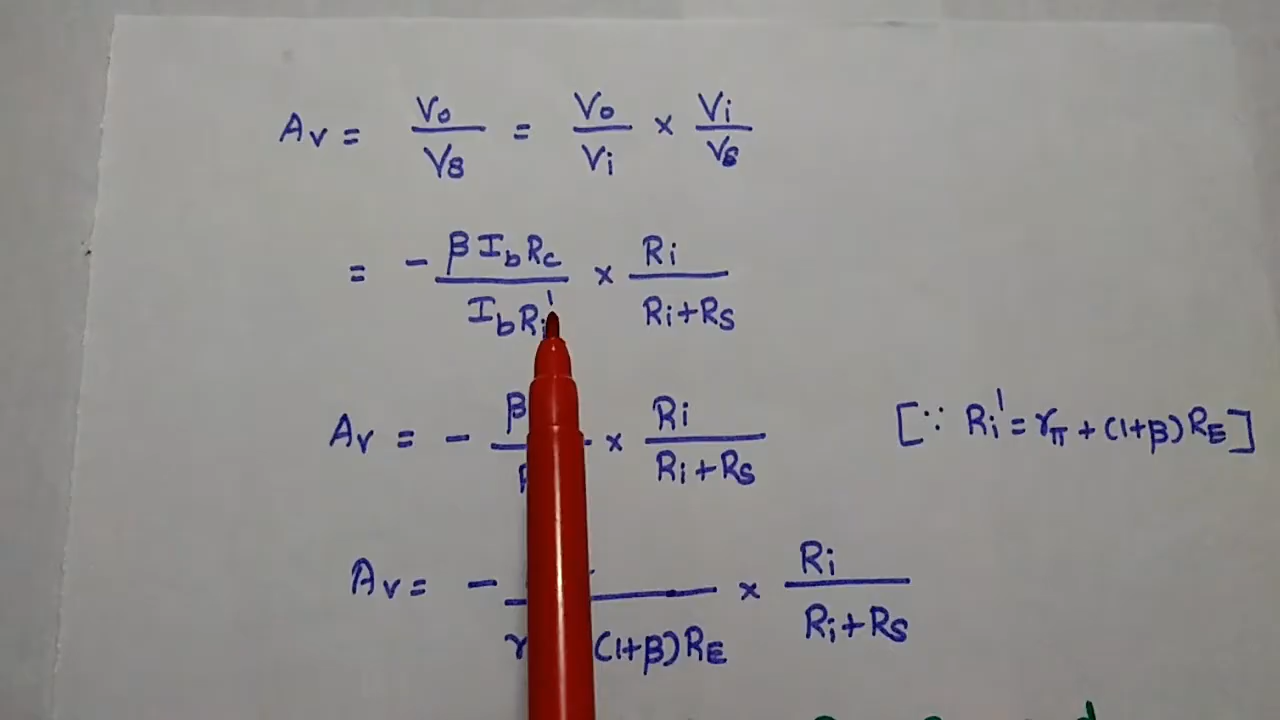 Av = Vo/Vs = Vo/Vi × Vi/Vs
= - βIbRc/IbRi' × Ri/Ri+Rs
Av = - β × Ri/Ri+Rs [∵ Ri' = rπ + (1+β)RE]
Av = - (1+β)RE × Ri/Ri+Rs